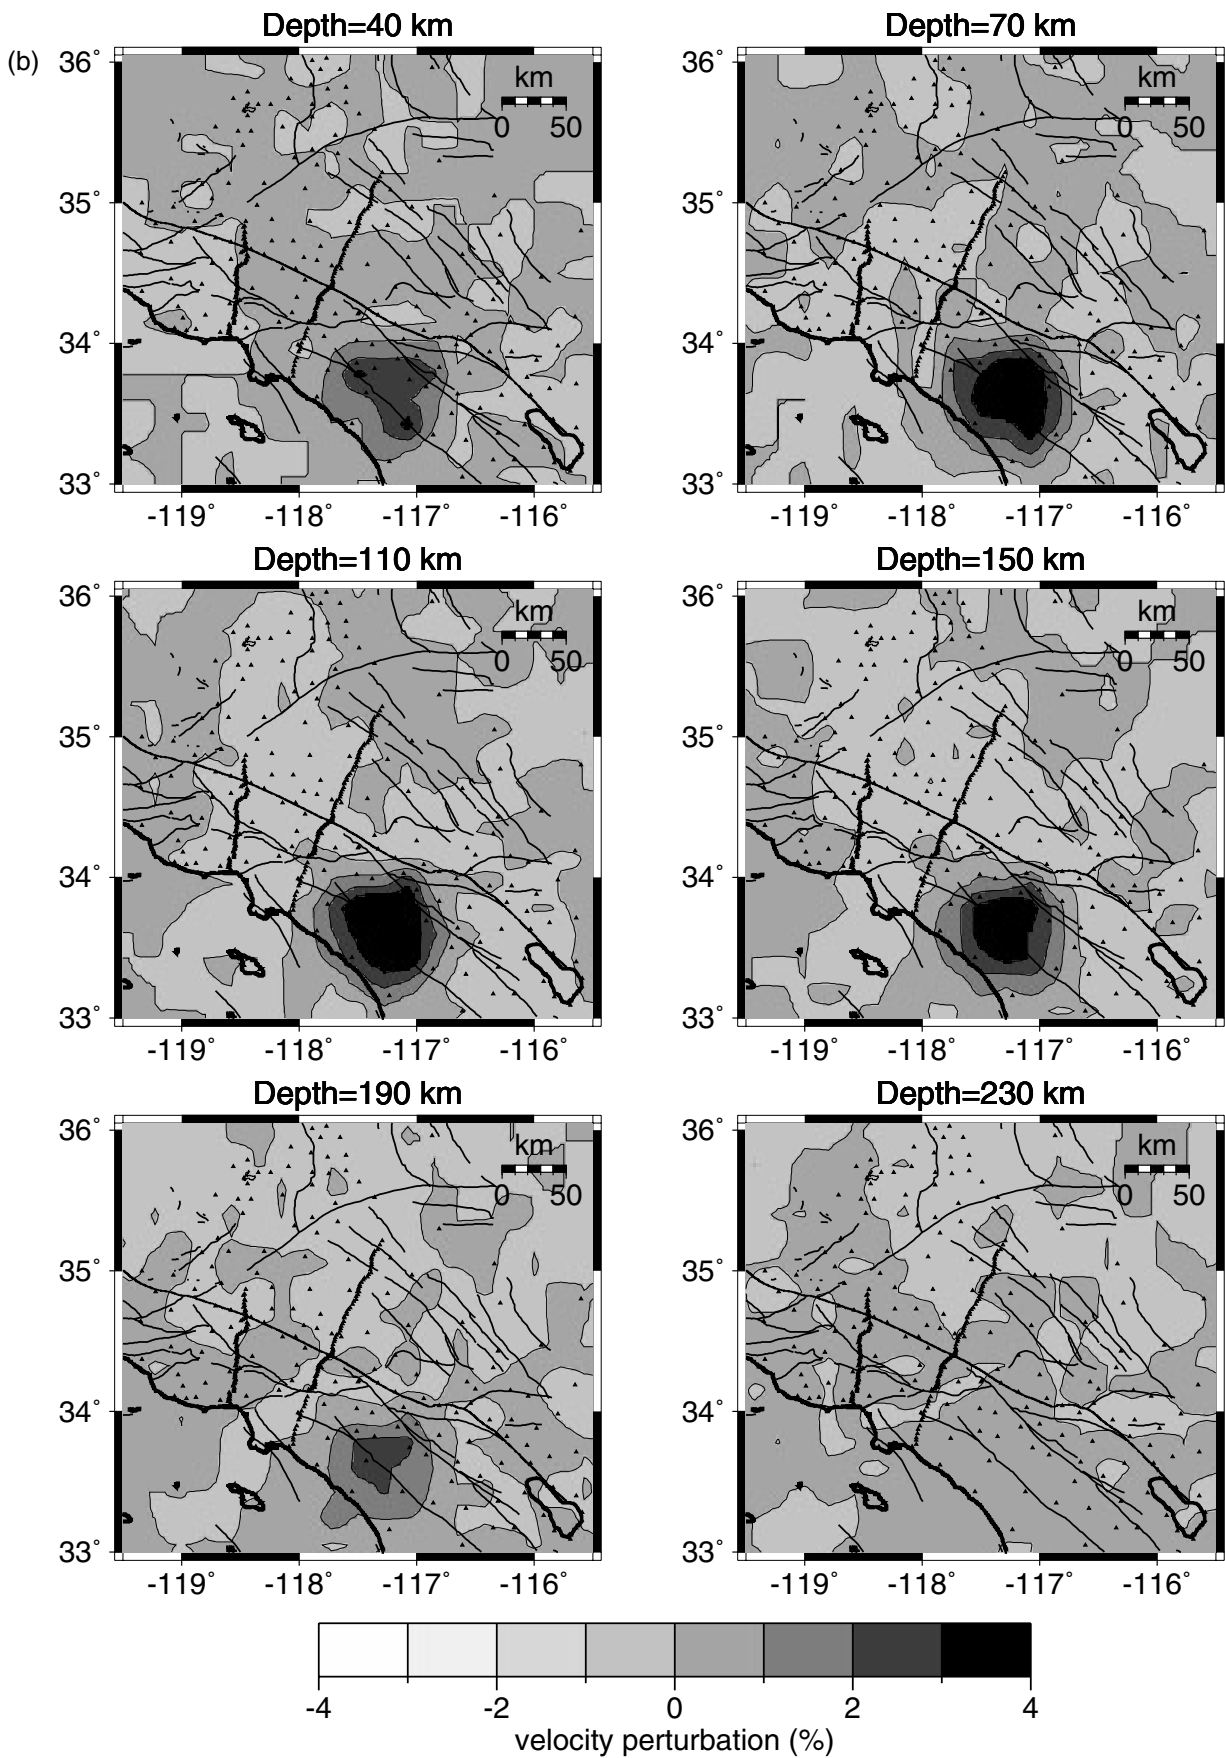 (b)
Depth=40 km
Depth=70 km
36˚
km
0 50
35˚
34˚
33˚
-119˚ -118˚ -117˚ -116˚
36˚
km
0 50
35˚
34˚
33˚
-119˚ -118˚ -117˚ -116˚
Depth=110 km
Depth=150 km
36˚
km
0 50
35˚
34˚
33˚
-119˚ -118˚ -117˚ -116˚
36˚
km
0 50
35˚
34˚
33˚
-119˚ -118˚ -117˚ -116˚
Depth=190 km
Depth=230 km
36˚
km
0 50
35˚
34˚
33˚
-119˚ -118˚ -117˚ -116˚
36˚
km
0 50
35˚
34˚
33˚
-119˚ -118˚ -117˚ -116˚
-4 -2 0 2 4
velocity perturbation (%)